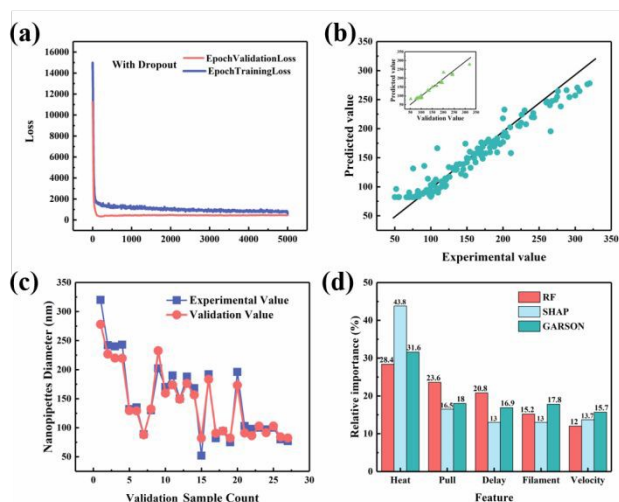 (a)
16000
14000
12000
10000
8000
6000
4000
2000
0
Loss
With Dropout
EpochValidationLoss
EpochTrainingLoss
0 1000 2000 3000 4000 5000
Epochs
(b)
350
300
250
200
150
100
50
Predicted value
Predicted value
Validation Value
50 100 150 200 250 300 350
Experimental value
(c)
350
300
250
200
150
100
50
Nanopipettes Diameter (nm)
Experimental Value
Validation Value
0 5 10 15 20 25 30
Validation Sample Count
(d)
50
40
30
20
10
0
Relative importance (%)
RF
SHAP
GARSON
28.4 43.8 31.6
23.6 16.5 18
20.8 13 16.9
15.2 13 17.8
12 13.7 15.7
Heat Pull Delay Filament Velocity
Feature